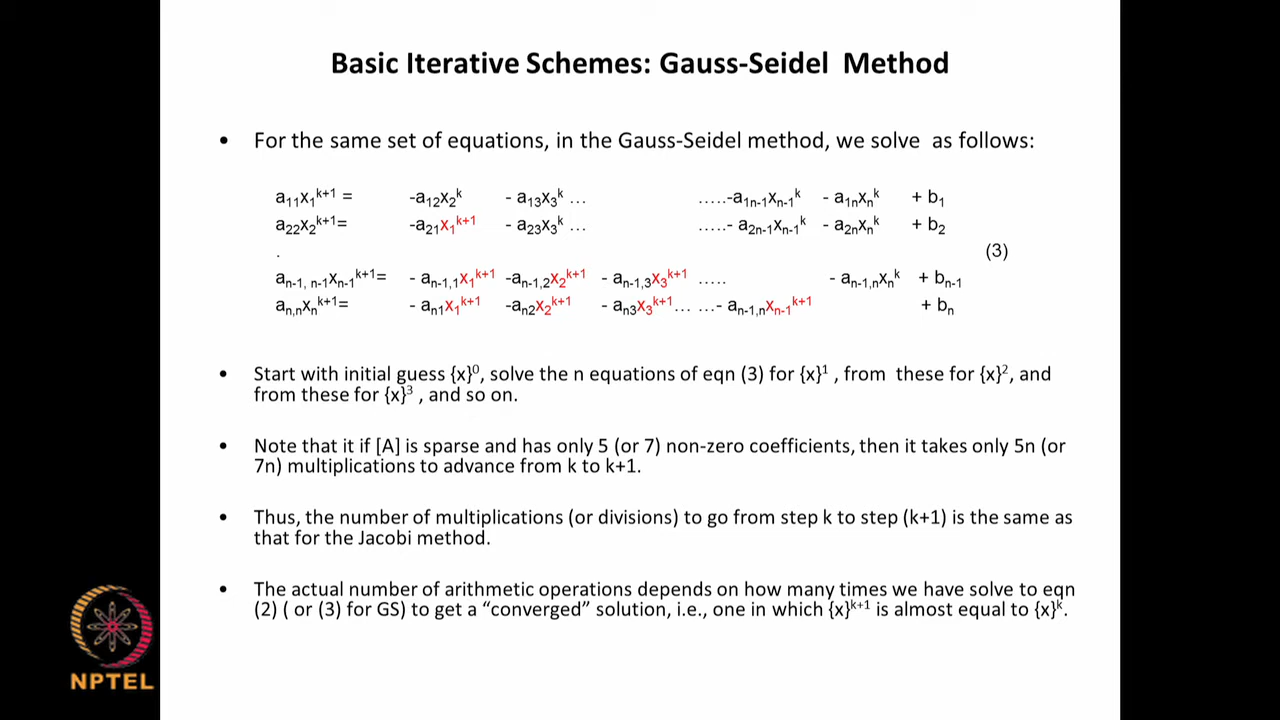 Basic Iterative Schemes: Gauss-Seidel Method
• For the same set of equations, in the Gauss-Seidel method, we solve as follows:
a₁₁x₁ᵏ⁺¹ = -a₁₂x₂ᵏ - a₁₃x₃ᵏ … …..-a₁ₙ₋₁xₙ₋₁ᵏ - a₁ₙxₙᵏ + b₁
a₂₂x₂ᵏ⁺¹= -a₂₁x₁ᵏ⁺¹ - a₂₃x₃ᵏ … …..- a₂ₙ₋₁xₙ₋₁ᵏ - a₂ₙxₙᵏ + b₂
. (3)
aₙ₋₁, ₙ₋₁xₙ₋₁ᵏ⁺¹= - aₙ₋₁,₁x₁ᵏ⁺¹ -aₙ₋₁,₂x₂ᵏ⁺¹ - aₙ₋₁,₃x₃ᵏ⁺¹ ….. - aₙ₋₁,ₙxₙᵏ + bₙ₋₁
aₙ,ₙxₙᵏ⁺¹= - aₙ₁x₁ᵏ⁺¹ -aₙ₂x₂ᵏ⁺¹ - aₙ₃x₃ᵏ⁺¹… …- aₙ₋₁,ₙxₙ₋₁ᵏ⁺¹ + bₙ
• Start with initial guess {x}⁰, solve the n equations of eqn (3) for {x}¹ , from these for {x}², and
from these for {x}³ , and so on.
• Note that it if [A] is sparse and has only 5 (or 7) non-zero coefficients, then it takes only 5n (or
7n) multiplications to advance from k to k+1.
• Thus, the number of multiplications (or divisions) to go from step k to step (k+1) is the same as
that for the Jacobi method.
• The actual number of arithmetic operations depends on how many times we have solve to eqn
(2) ( or (3) for GS) to get a “converged” solution, i.e., one in which {x}ᵏ⁺¹ is almost equal to {x}ᵏ.
NPTEL